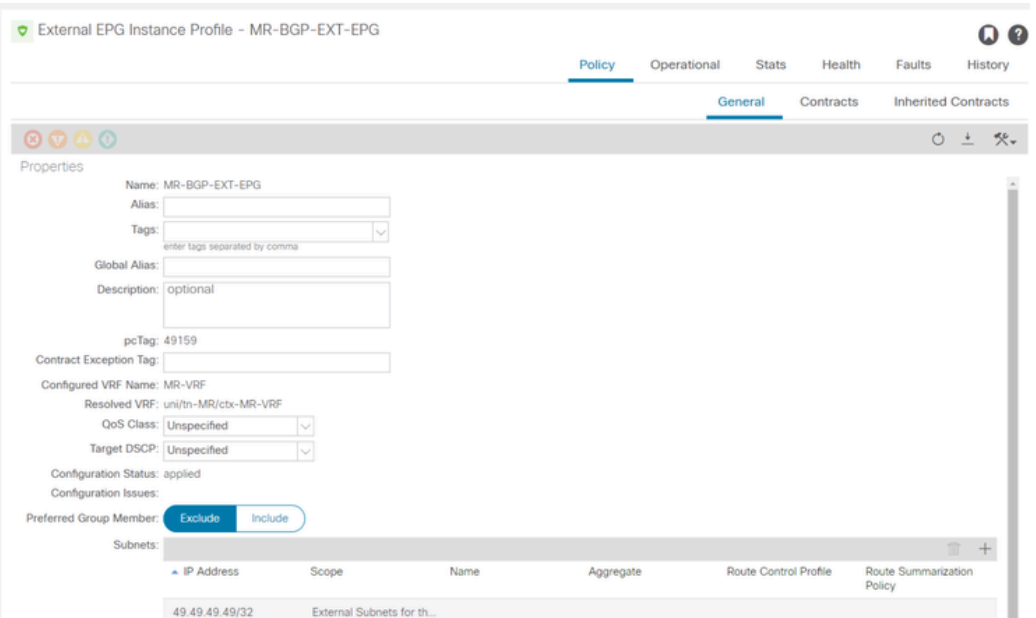 External EPG Instance Profile - MR-BGP-EXT-EPG
Policy Operational Stats Health Faults History
General Contracts Inherited Contracts
Properties
Name: MR-BGP-EXT-EPG
Alias:
Tags:
enter tags separated by comma
Global Alias:
Description: optional
pcTag: 49159
Contract Exception Tag:
Configured VRF Name: MR-VRF
Resolved VRF: uni/tn-MR/ctx-MR-VRF
QoS Class: Unspecified
Target DSCP: Unspecified
Configuration Status: applied
Configuration Issues:
Preferred Group Member: Exclude Include
Subnets:
IP Address Scope Name Aggregate Route Control Profile Route Summarization
Policy
49.49.49.49/32 External Subnets for th...